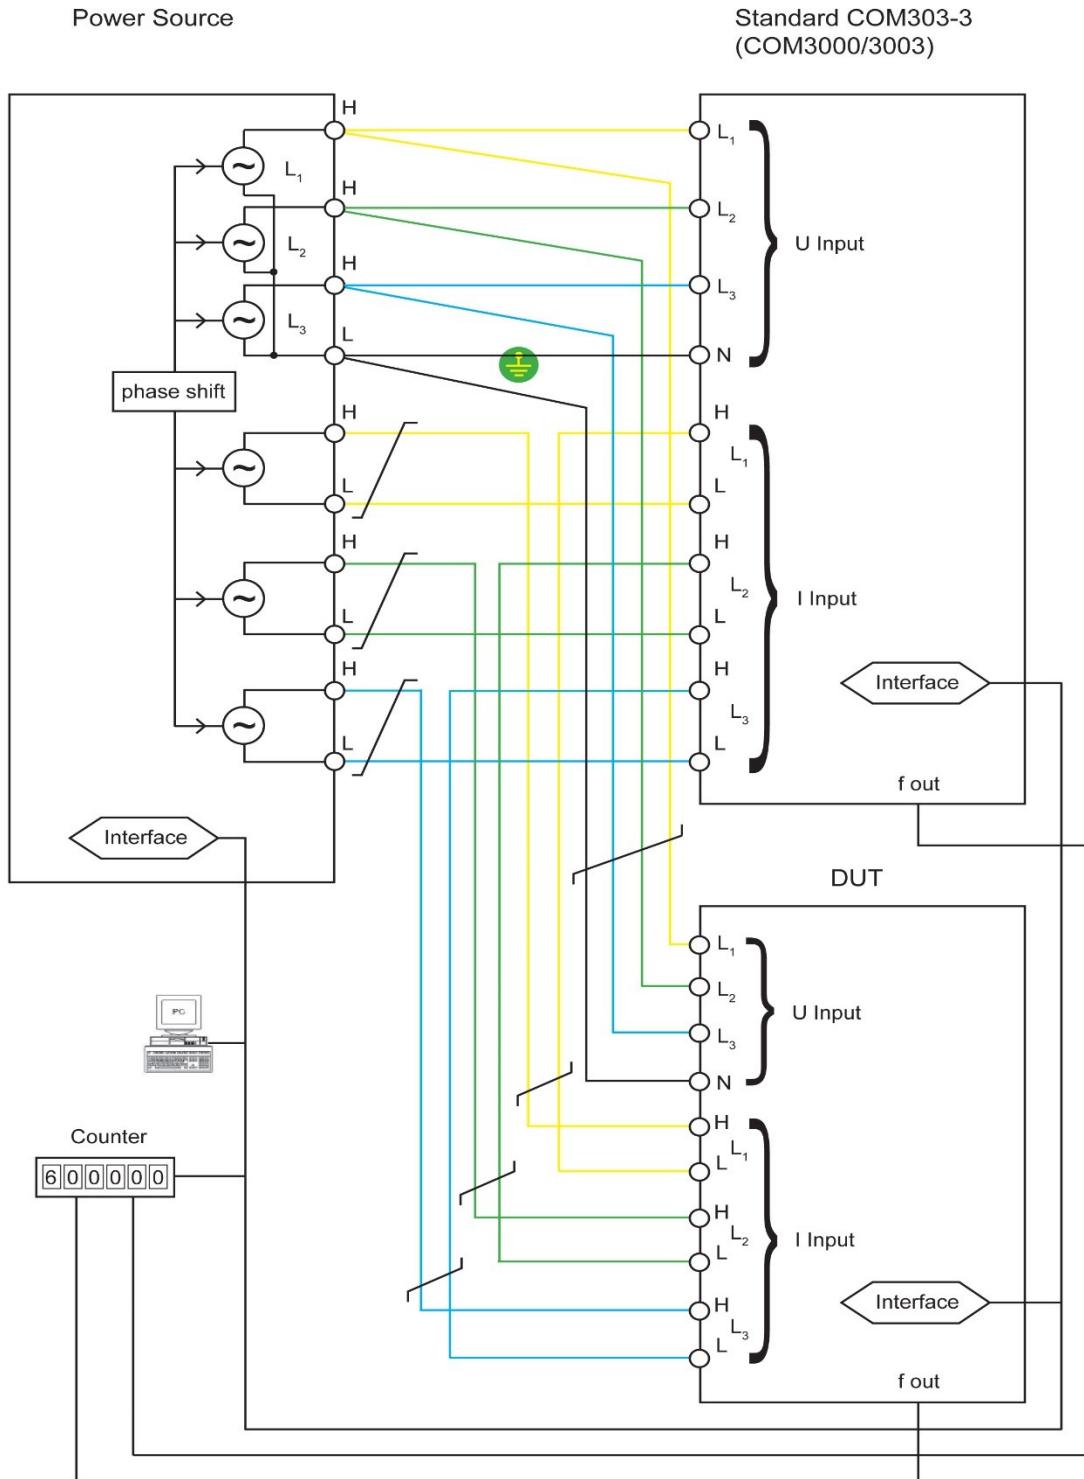 Power Source
Standard COM303-3
(COM3000/3003)
H
L1
H
L2
H
L3
L
phase shift
H
L
H
L
H
L
Interface
L1
L2
U Input
L3
N
H
L1
L
H
L2
I Input
L
H
L3
L
Interface
f out
DUT
L1
L2
U Input
L3
N
H
L1
L
H
L2
I Input
L
H
L3
L
Interface
f out
PC
Counter
600000